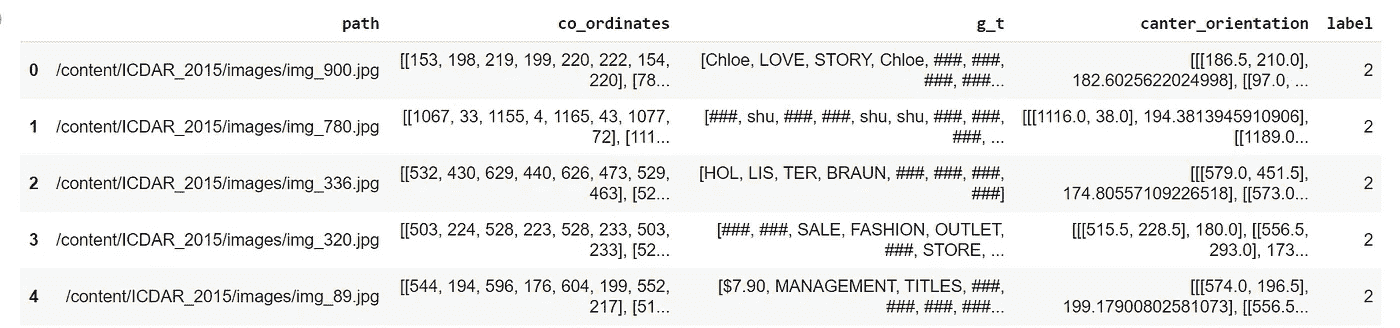 path co_ordinates g_t canter_orientation label
0 /content/ICDAR_2015/images/img_900.jpg [[153, 198, 219, 199, 220, 222, 154, 220], [78... [Chloe, LOVE, STORY, Chloe, ###, ###, ###, ###... [[[186.5, 210.0], 182.6025622024998], [[97.0, ... 2
1 /content/ICDAR_2015/images/img_780.jpg [[1067, 33, 1155, 4, 1165, 43, 1077, 72], [111... [###, shu, ###, ###, shu, shu, ###, ###, ###, ... [[[1116.0, 38.0], 194.3813945910906], [[1189.0... 2
2 /content/ICDAR_2015/images/img_336.jpg [[532, 430, 629, 440, 626, 473, 529, 463], [52... [HOL, LIS, TER, BRAUN, ###, ###, ###, ###] [[[579.0, 451.5], 174.80557109226518], [[573.0... 2
3 /content/ICDAR_2015/images/img_320.jpg [[503, 224, 528, 223, 528, 233, 503, 233], [52... [###, ###, SALE, FASHION, OUTLET, ###, STORE, ... [[[515.5, 228.5], 180.0], [[556.5, 293.0], 173... 2
4 /content/ICDAR_2015/images/img_89.jpg [[544, 194, 596, 176, 604, 199, 552, 217], [51... [$7.90, MANAGEMENT, TITLES, ###, ###, ###, ###... [[[574.0, 196.5], 199.17900802581073], [[556.5... 2